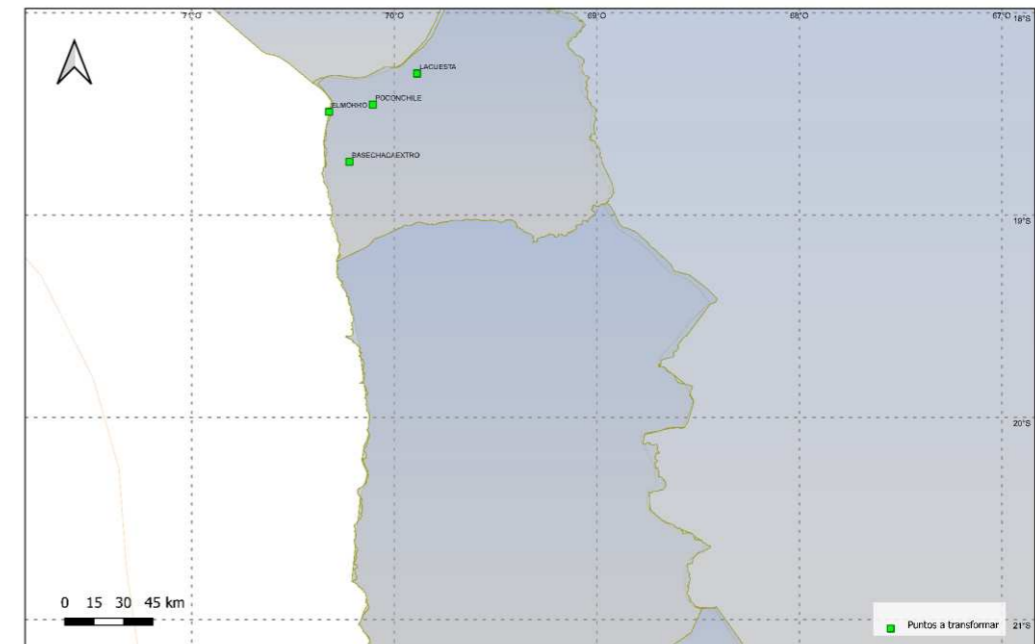 71°O 70°O 69°O 68°O 67°O
18°S
LACUESTA
POCONCHILE
ELMORRO
BASECHACAEXTRO
19°S
20°S
0 15 30 45 km
Puntos a transformar
21°S